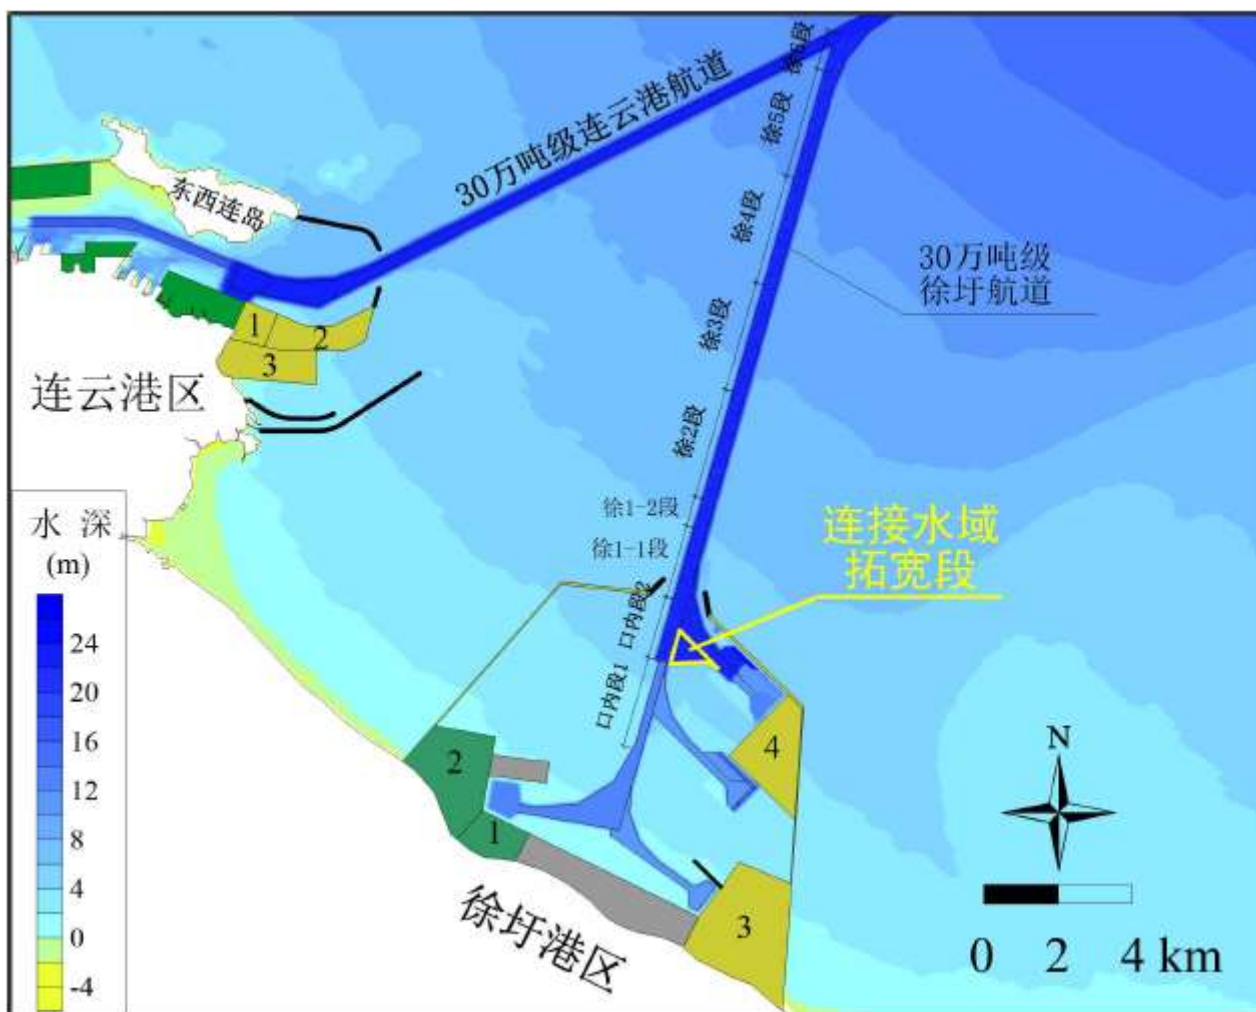 30万吨级连云港航道
徐6段
徐5段
东西连岛
徐4段
30万吨级
徐圩航道
徐3段
1
2
3
连云港区
徐2段
水 深
(m)
徐1-2段
徐1-1段
连接水域
拓宽段
口内段2
口内段1
24
20
16
12
8
4
0
-4
2
1
4
3
N
徐圩港区
0 2 4 km